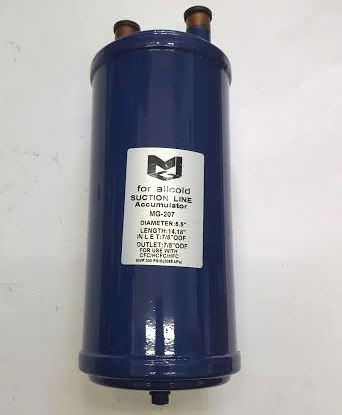 for allcold
SUCTION LINE
Accumulator
MG-207
DIAMETER:5.5"
LENGTH:14.18"
INLET:7/8"ODF
OUTLET:7/8"ODF
FOR USE WITH
CFC/HCFC/HFC